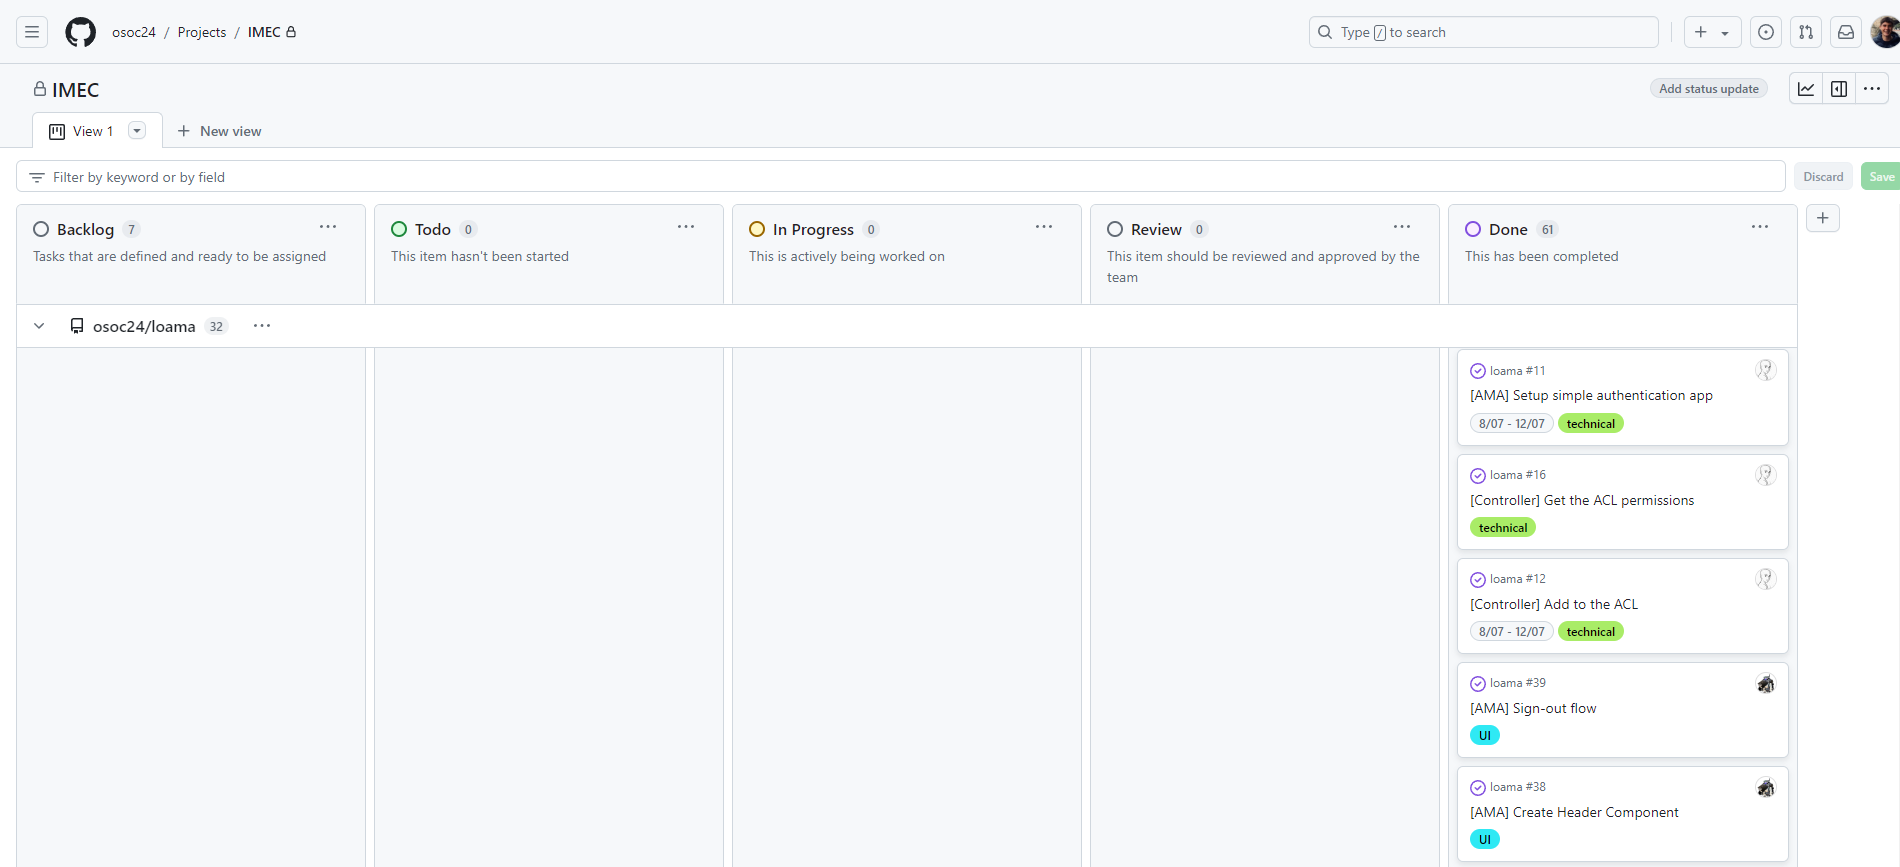 osoc24 / Projects / IMEC
Type / to search
IMEC
Add status update
View 1
New view
Filter by keyword or by field
Discard
Save
Backlog 7
Tasks that are defined and ready to be assigned
Todo 0
This item hasn't been started
In Progress 0
This is actively being worked on
Review 0
This item should be reviewed and approved by the
team
Done 61
This has been completed
osoc24/loama 32
loama #11
[AMA] Setup simple authentication app
8/07 - 12/07 technical
loama #16
[Controller] Get the ACL permissions
technical
loama #12
[Controller] Add to the ACL
8/07 - 12/07 technical
loama #39
[AMA] Sign-out flow
UI
loama #38
[AMA] Create Header Component
UI